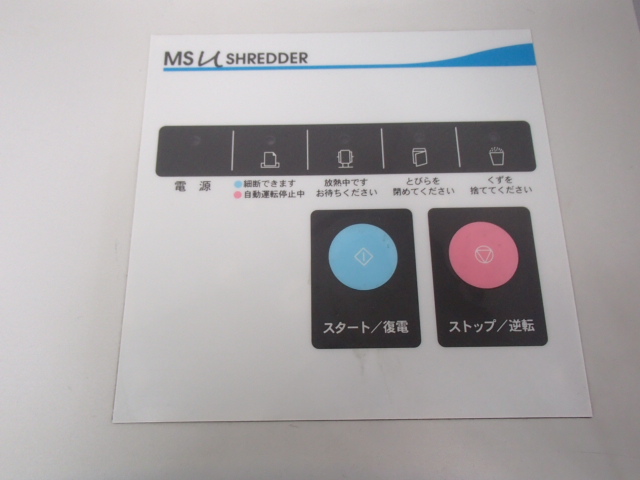 MS μ SHREDDER
電源
●細断できます
●自動運転停止中
放熱中です
お待ちください
とびらを
閉めてください
くずを
捨ててください
スタート／復電
ストップ／逆転